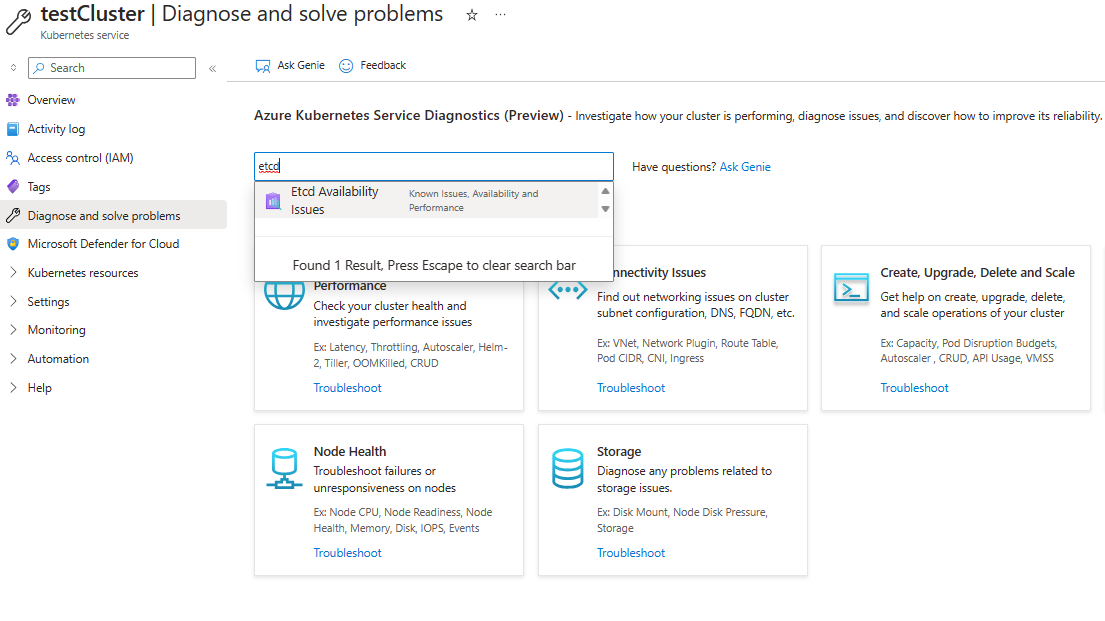 testCluster | Diagnose and solve problems
Kubernetes service
Search
Overview
Activity log
Access control (IAM)
Tags
Diagnose and solve problems
Microsoft Defender for Cloud
Kubernetes resources
Settings
Monitoring
Automation
Help
Ask Genie
Feedback
Azure Kubernetes Service Diagnostics (Preview) - Investigate how your cluster is performing, diagnose issues, and discover how to improve its reliability.
etcd
Have questions? Ask Genie
Etcd Availability
Issues
Known Issues, Availability and
Performance
Found 1 Result, Press Escape to clear search bar
Performance
Check your cluster health and
investigate performance issues
Ex: Latency, Throttling, Autoscaler, Helm-
2, Tiller, OOMKilled, CRUD
Troubleshoot
nnectivity Issues
Find out networking issues on cluster
subnet configuration, DNS, FQDN, etc.
Ex: VNet, Network Plugin, Route Table,
Pod CIDR, CNI, Ingress
Troubleshoot
Create, Upgrade, Delete and Scale
Get help on create, upgrade, delete,
and scale operations of your cluster
Ex: Capacity, Pod Disruption Budgets,
Autoscaler , CRUD, API Usage, VMSS
Troubleshoot
Node Health
Troubleshoot failures or
unresponsiveness on nodes
Ex: Node CPU, Node Readiness, Node
Health, Memory, Disk, IOPS, Events
Troubleshoot
Storage
Diagnose any problems related to
storage issues.
Ex: Disk Mount, Node Disk Pressure,
Storage
Troubleshoot